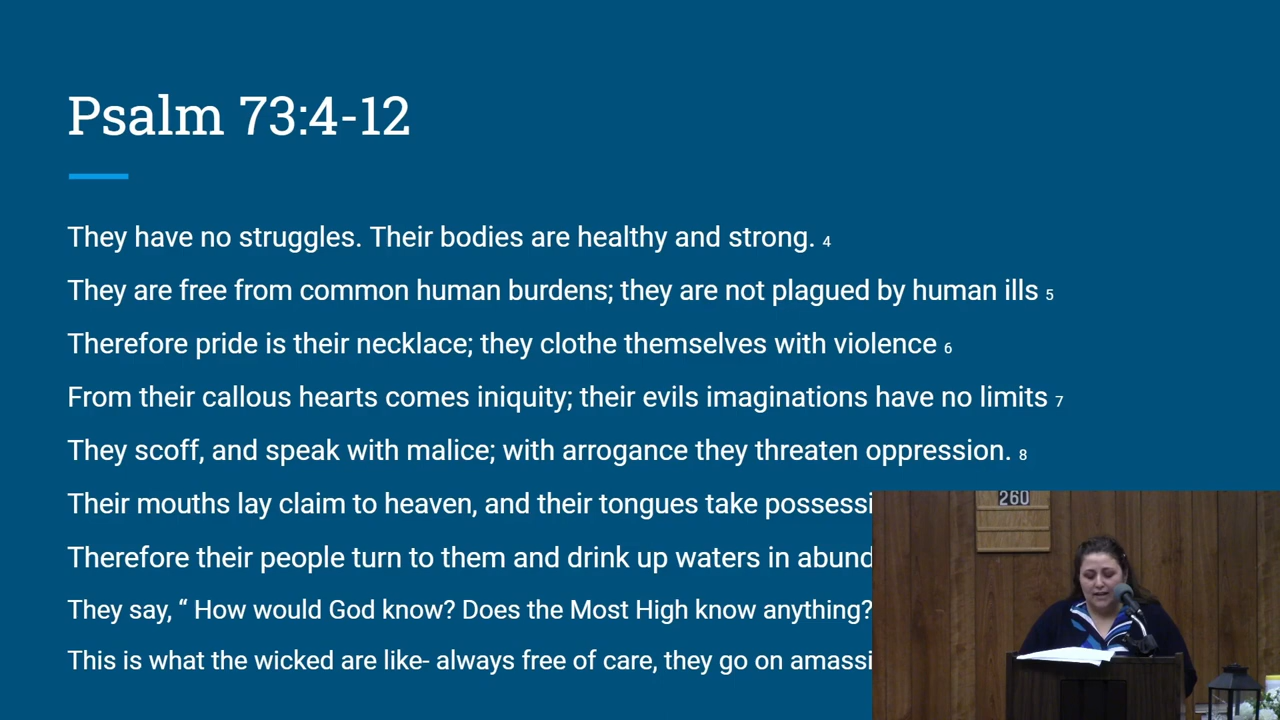 Psalm 73:4-12
They have no struggles. Their bodies are healthy and strong. 4
They are free from common human burdens; they are not plagued by human ills 5
Therefore pride is their necklace; they clothe themselves with violence 6
From their callous hearts comes iniquity; their evils imaginations have no limits 7
They scoff, and speak with malice; with arrogance they threaten oppression. 8
Their mouths lay claim to heaven, and their tongues take possessi
Therefore their people turn to them and drink up waters in abund
They say, “ How would God know? Does the Most High know anything?
This is what the wicked are like- always free of care, they go on amassi
260